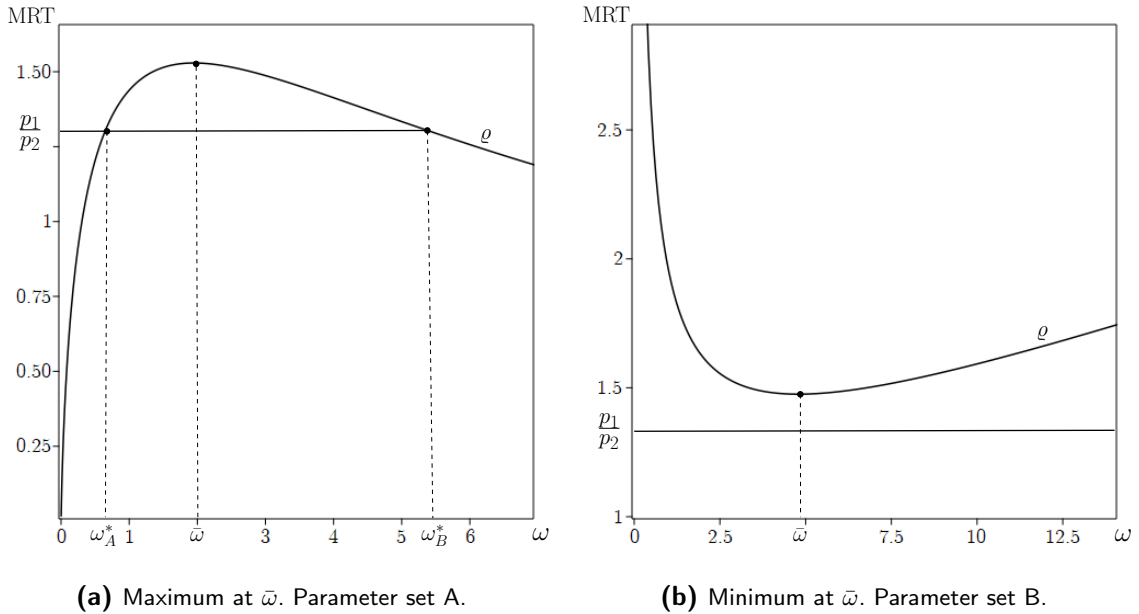 MRT
1.50
p₁
p₂
1
0.75
0.50
0.25
ϱ
0 ω*_A 1 ω̄ 3 4 5 ω*_B 6 ω
(a) Maximum at ω̄. Parameter set A.
MRT
2.5
2
1.5
p₁
p₂
1
ϱ
0 2.5 ω̄ 7.5 10 12.5 ω
(b) Minimum at ω̄. Parameter set B.